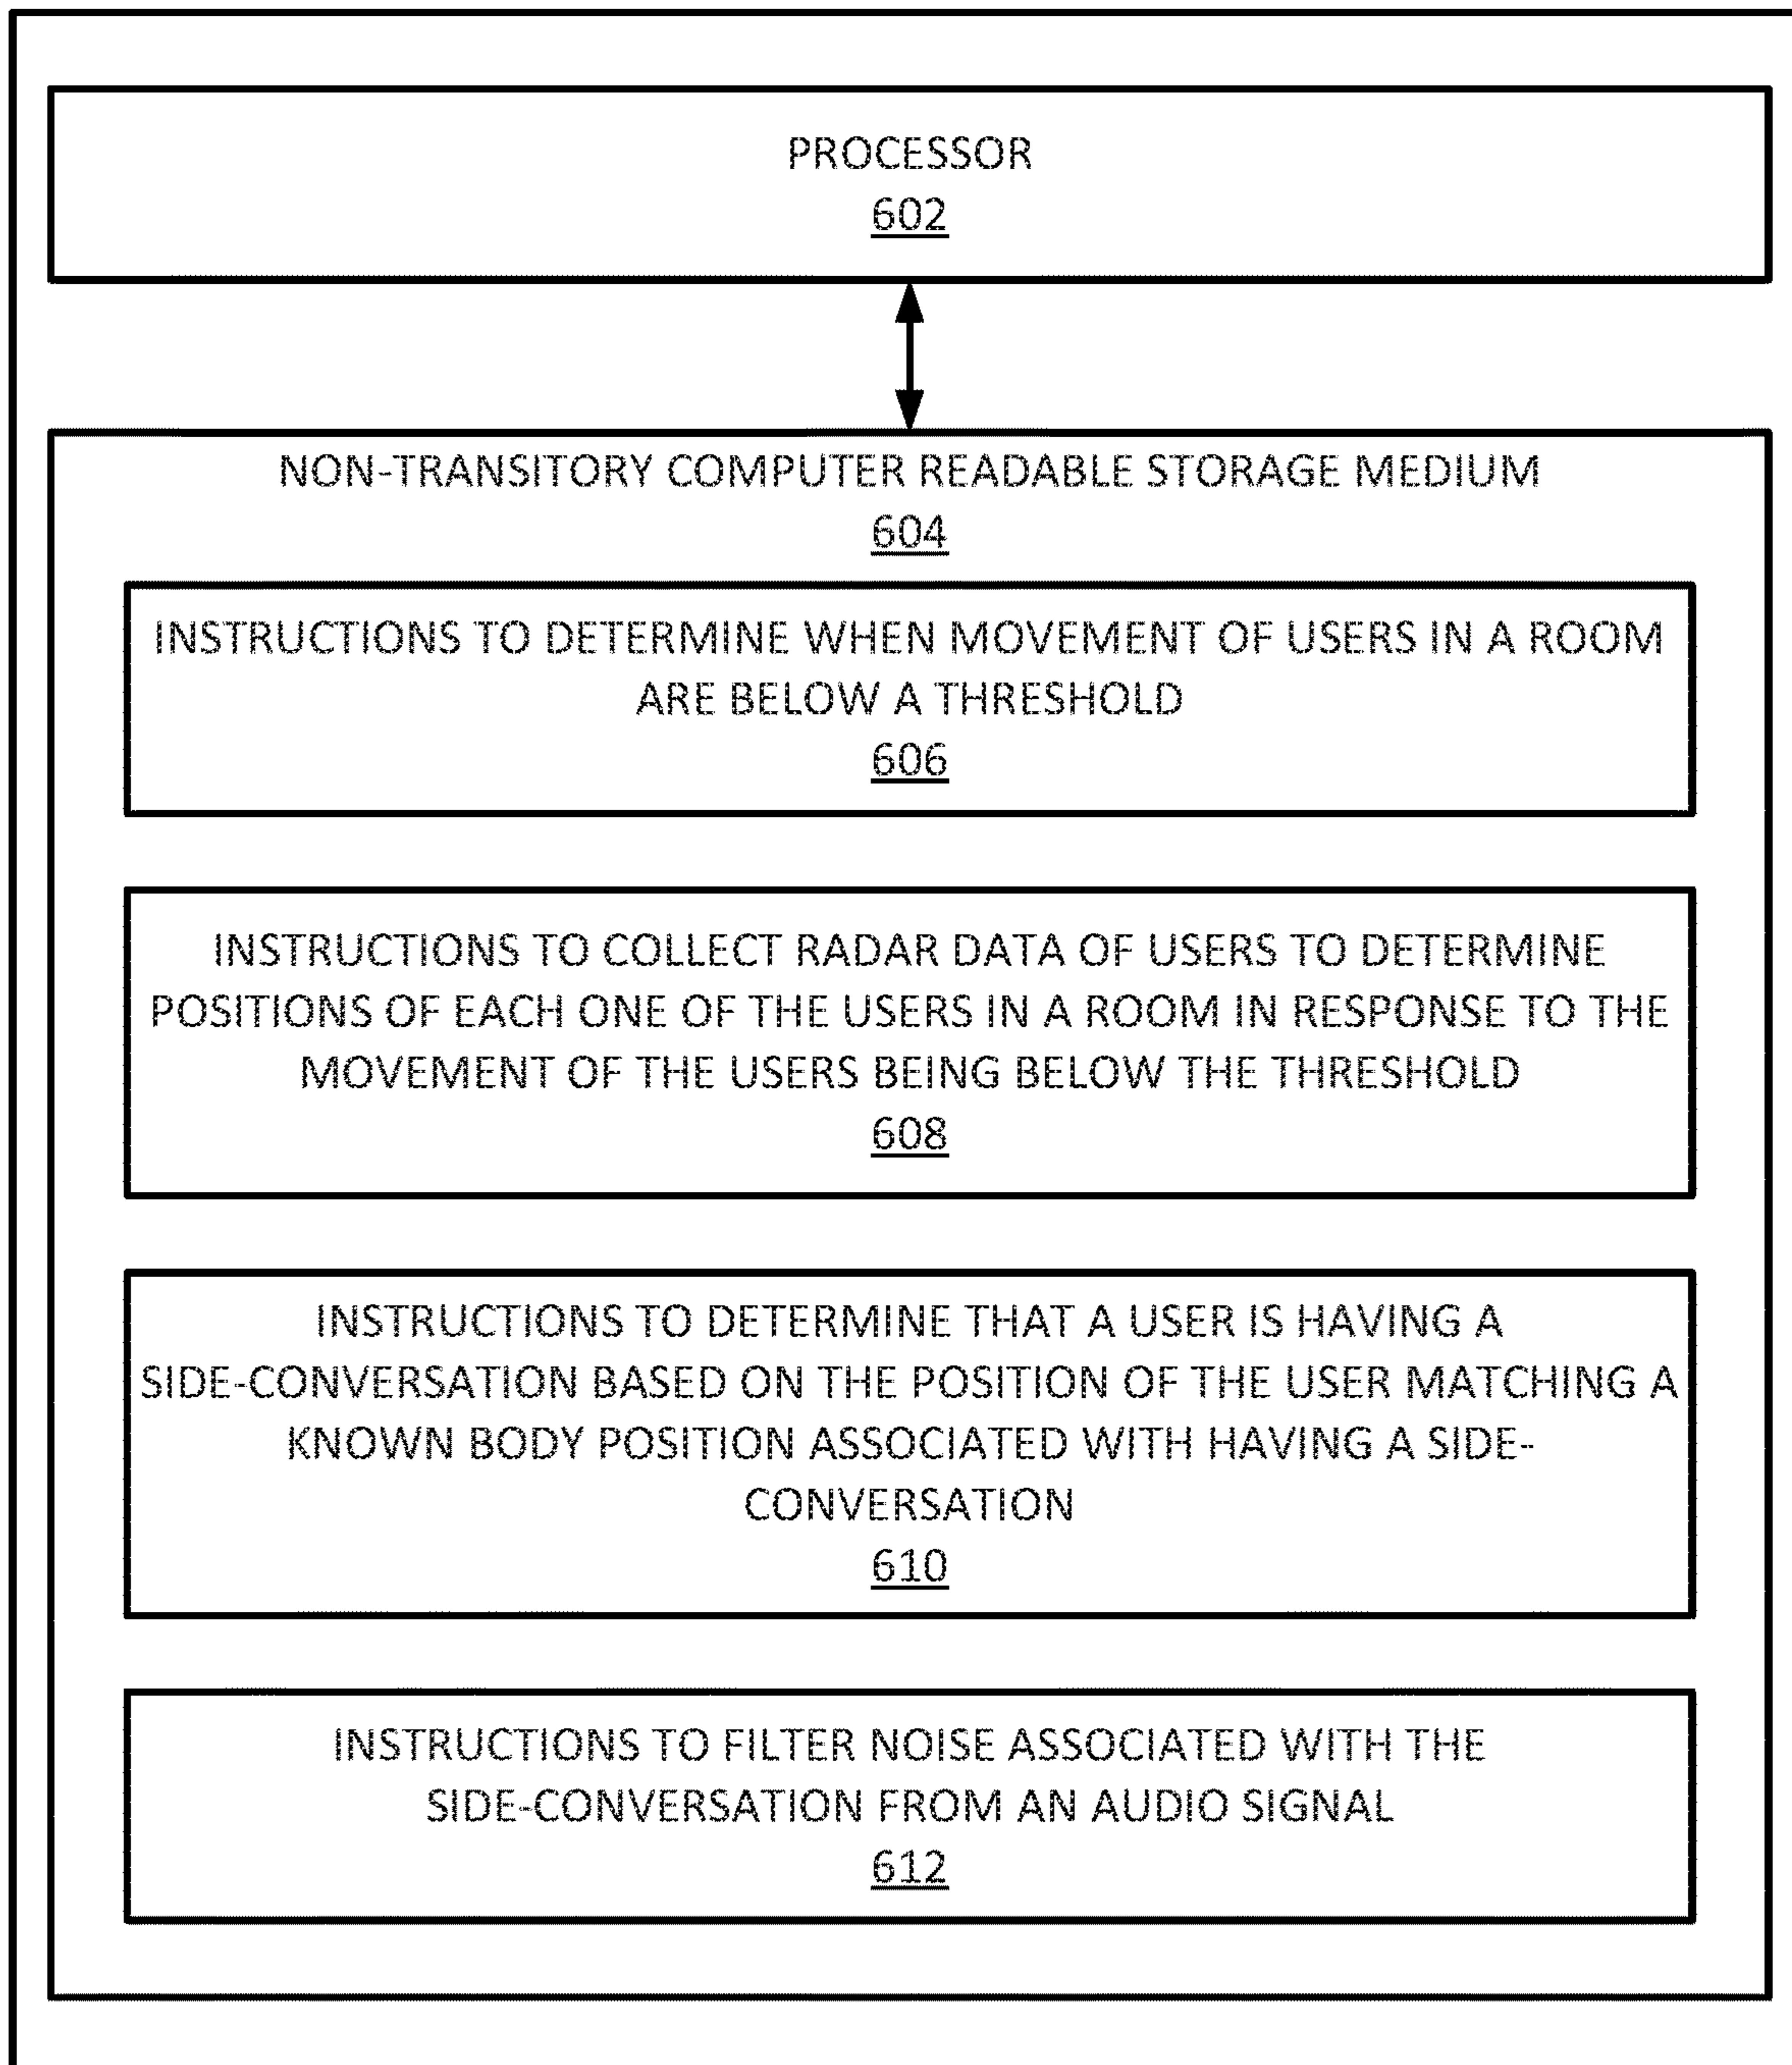 PROCESSOR
602
NON-TRANSITORY COMPUTER READABLE STORAGE MEDIUM
604
INSTRUCTIONS TO DETERMINE WHEN MOVEMENT OF USERS IN A ROOM
ARE BELOW A THRESHOLD
606
INSTRUCTIONS TO COLLECT RADAR DATA OF USERS TO DETERMINE
POSITIONS OF EACH ONE OF THE USERS IN A ROOM IN RESPONSE TO THE
MOVEMENT OF THE USERS BEING BELOW THE THRESHOLD
608
INSTRUCTIONS TO DETERMINE THAT A USER IS HAVING A
SIDE-CONVERSATION BASED ON THE POSITION OF THE USER MATCHING A
KNOWN BODY POSITION ASSOCIATED WITH HAVING A SIDE-
CONVERSATION
610
INSTRUCTIONS TO FILTER NOISE ASSOCIATED WITH THE
SIDE-CONVERSATION FROM AN AUDIO SIGNAL
612